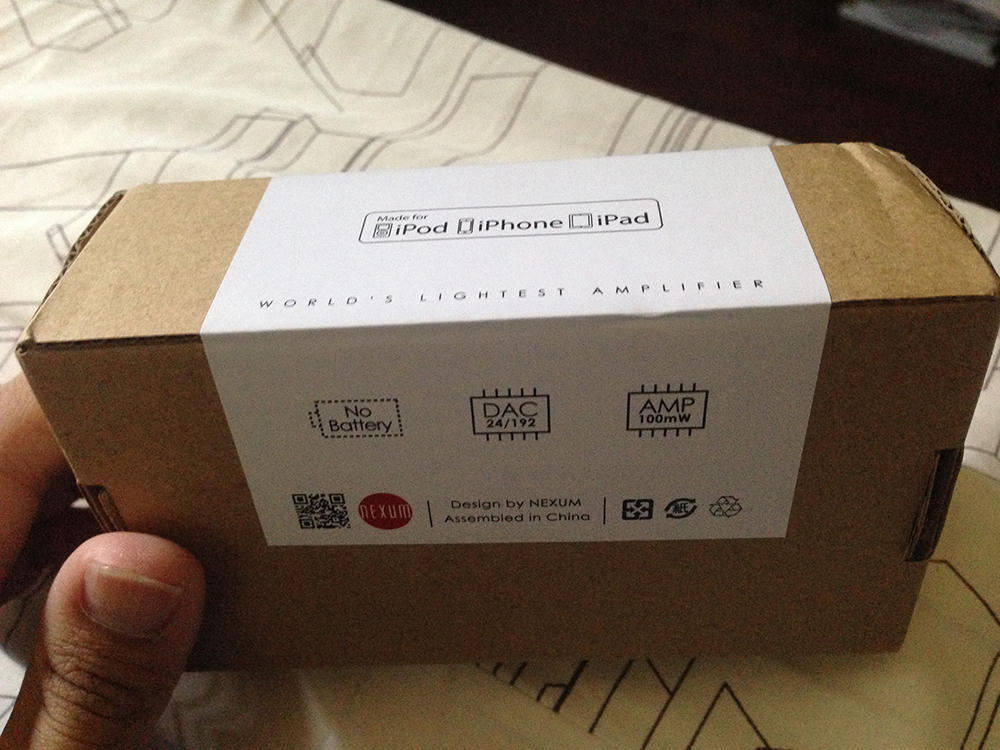 Made for
iPod iPhone iPad
WORLD'S LIGHTEST AMPLIFIER
No
Battery
DAC
24/192
AMP
100mW
NEXUM
Design by NEXUM
Assembled in China
紙